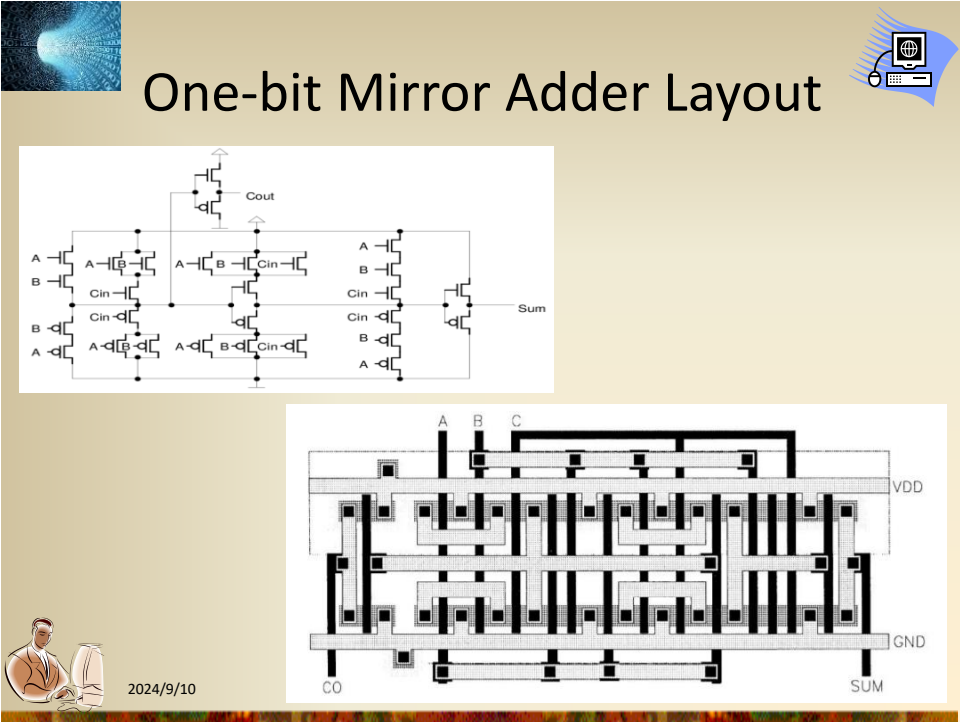 One-bit Mirror Adder Layout
Cout
A
A B
A B Cin
A
B
B
Cin
Cin
Sum
Cin
Cin
B
A B
A B Cin
B
A
A
A B C
VDD
GND
CO
SUM
2024/9/10